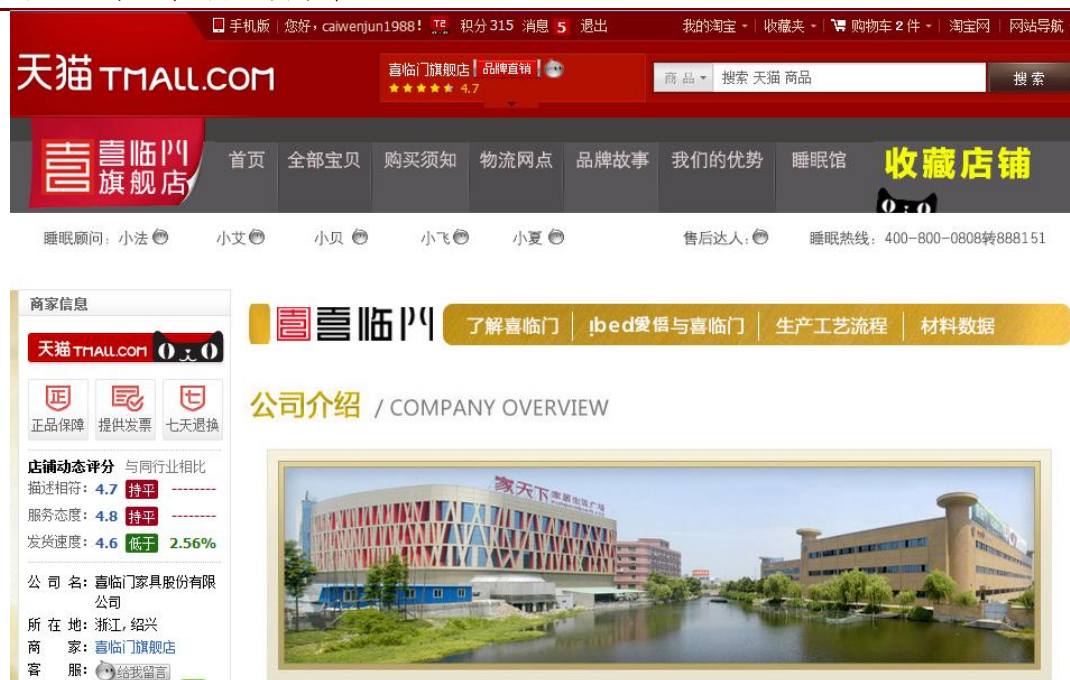 手机版 您好，caiwenjun1988! T2 积分315 消息 5 退出 我的淘宝 收藏夹 购物车2件 淘宝网 网站导航
天猫 TMALL.COM
喜临门旗舰店 品牌直销
4.7
商品 搜索 天猫 商品 搜索
喜临门
旗舰店
首页 全部宝贝 购买须知 物流网点 品牌故事 我们的优势 睡眠馆 收藏店铺
睡眠顾问：小法 小艾 小贝 小飞 小夏 售后达人： 睡眠热线：400-800-0808转888151
商家信息
天猫 TMALL.COM
正 七
正品保障 提供发票 七天退换
店铺动态评分 与同行业相比
描述相符：4.7 持平 --------
服务态度：4.8 持平 --------
发货速度：4.6 低于 2.56%
公司名：喜临门家具股份有限
公司
所在地：浙江, 绍兴
商家：喜临门旗舰店
客服：给我留言
喜临门 了解喜临门 与喜临门 生产工艺流程 材料数据
公司介绍 / COMPANY OVERVIEW
家天下家居生活广场